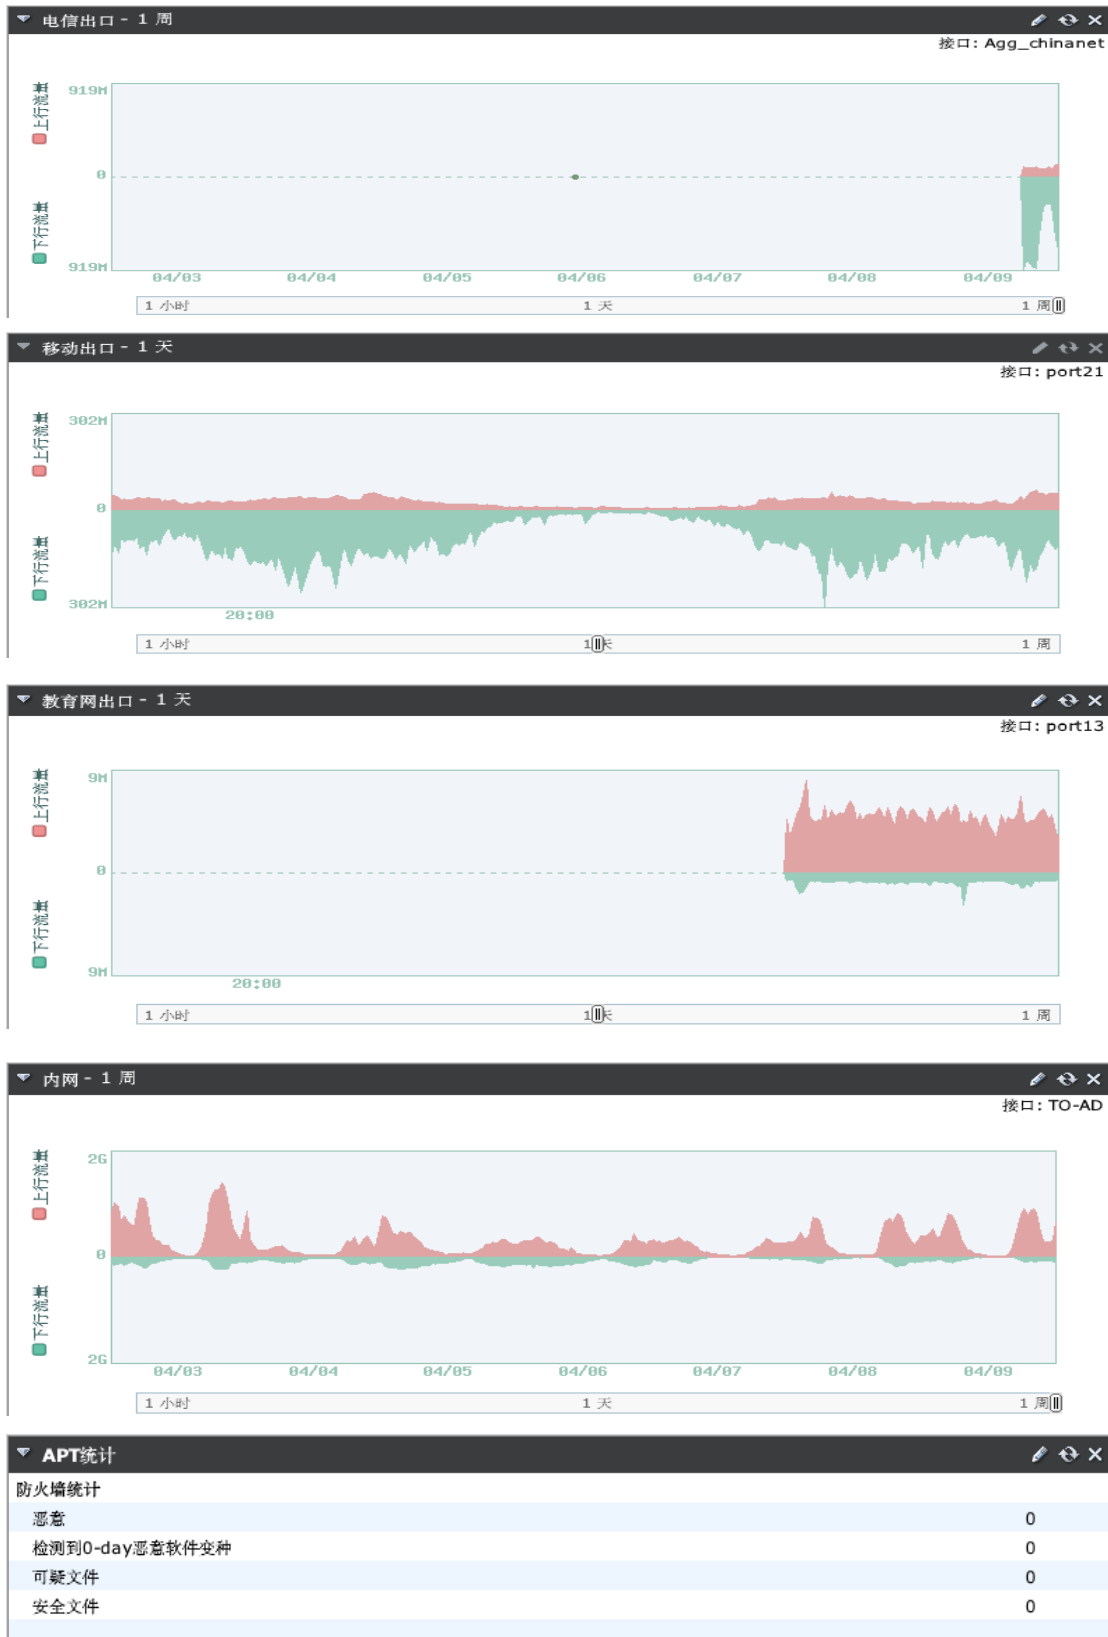 电信出口 - 1 周
接口: Agg_chinanet
上行流量
下行流量
919M
0
919M
04/03 04/04 04/05 04/06 04/07 04/08 04/09
1 小时 1 天 1 周
移动出口 - 1 天
接口: port21
上行流量
下行流量
302M
0
302M
20:00
1 小时 1 天 1 周
教育网出口 - 1 天
接口: port13
上行流量
下行流量
9M
0
9M
20:00
1 小时 1 天 1 周
内网 - 1 周
接口: TO-AD
上行流量
下行流量
2G
0
2G
04/03 04/04 04/05 04/06 04/07 04/08 04/09
1 小时 1 天 1 周
APT统计
防火墙统计
恶意 0
检测到0-day恶意软件变种 0
可疑文件 0
安全文件 0